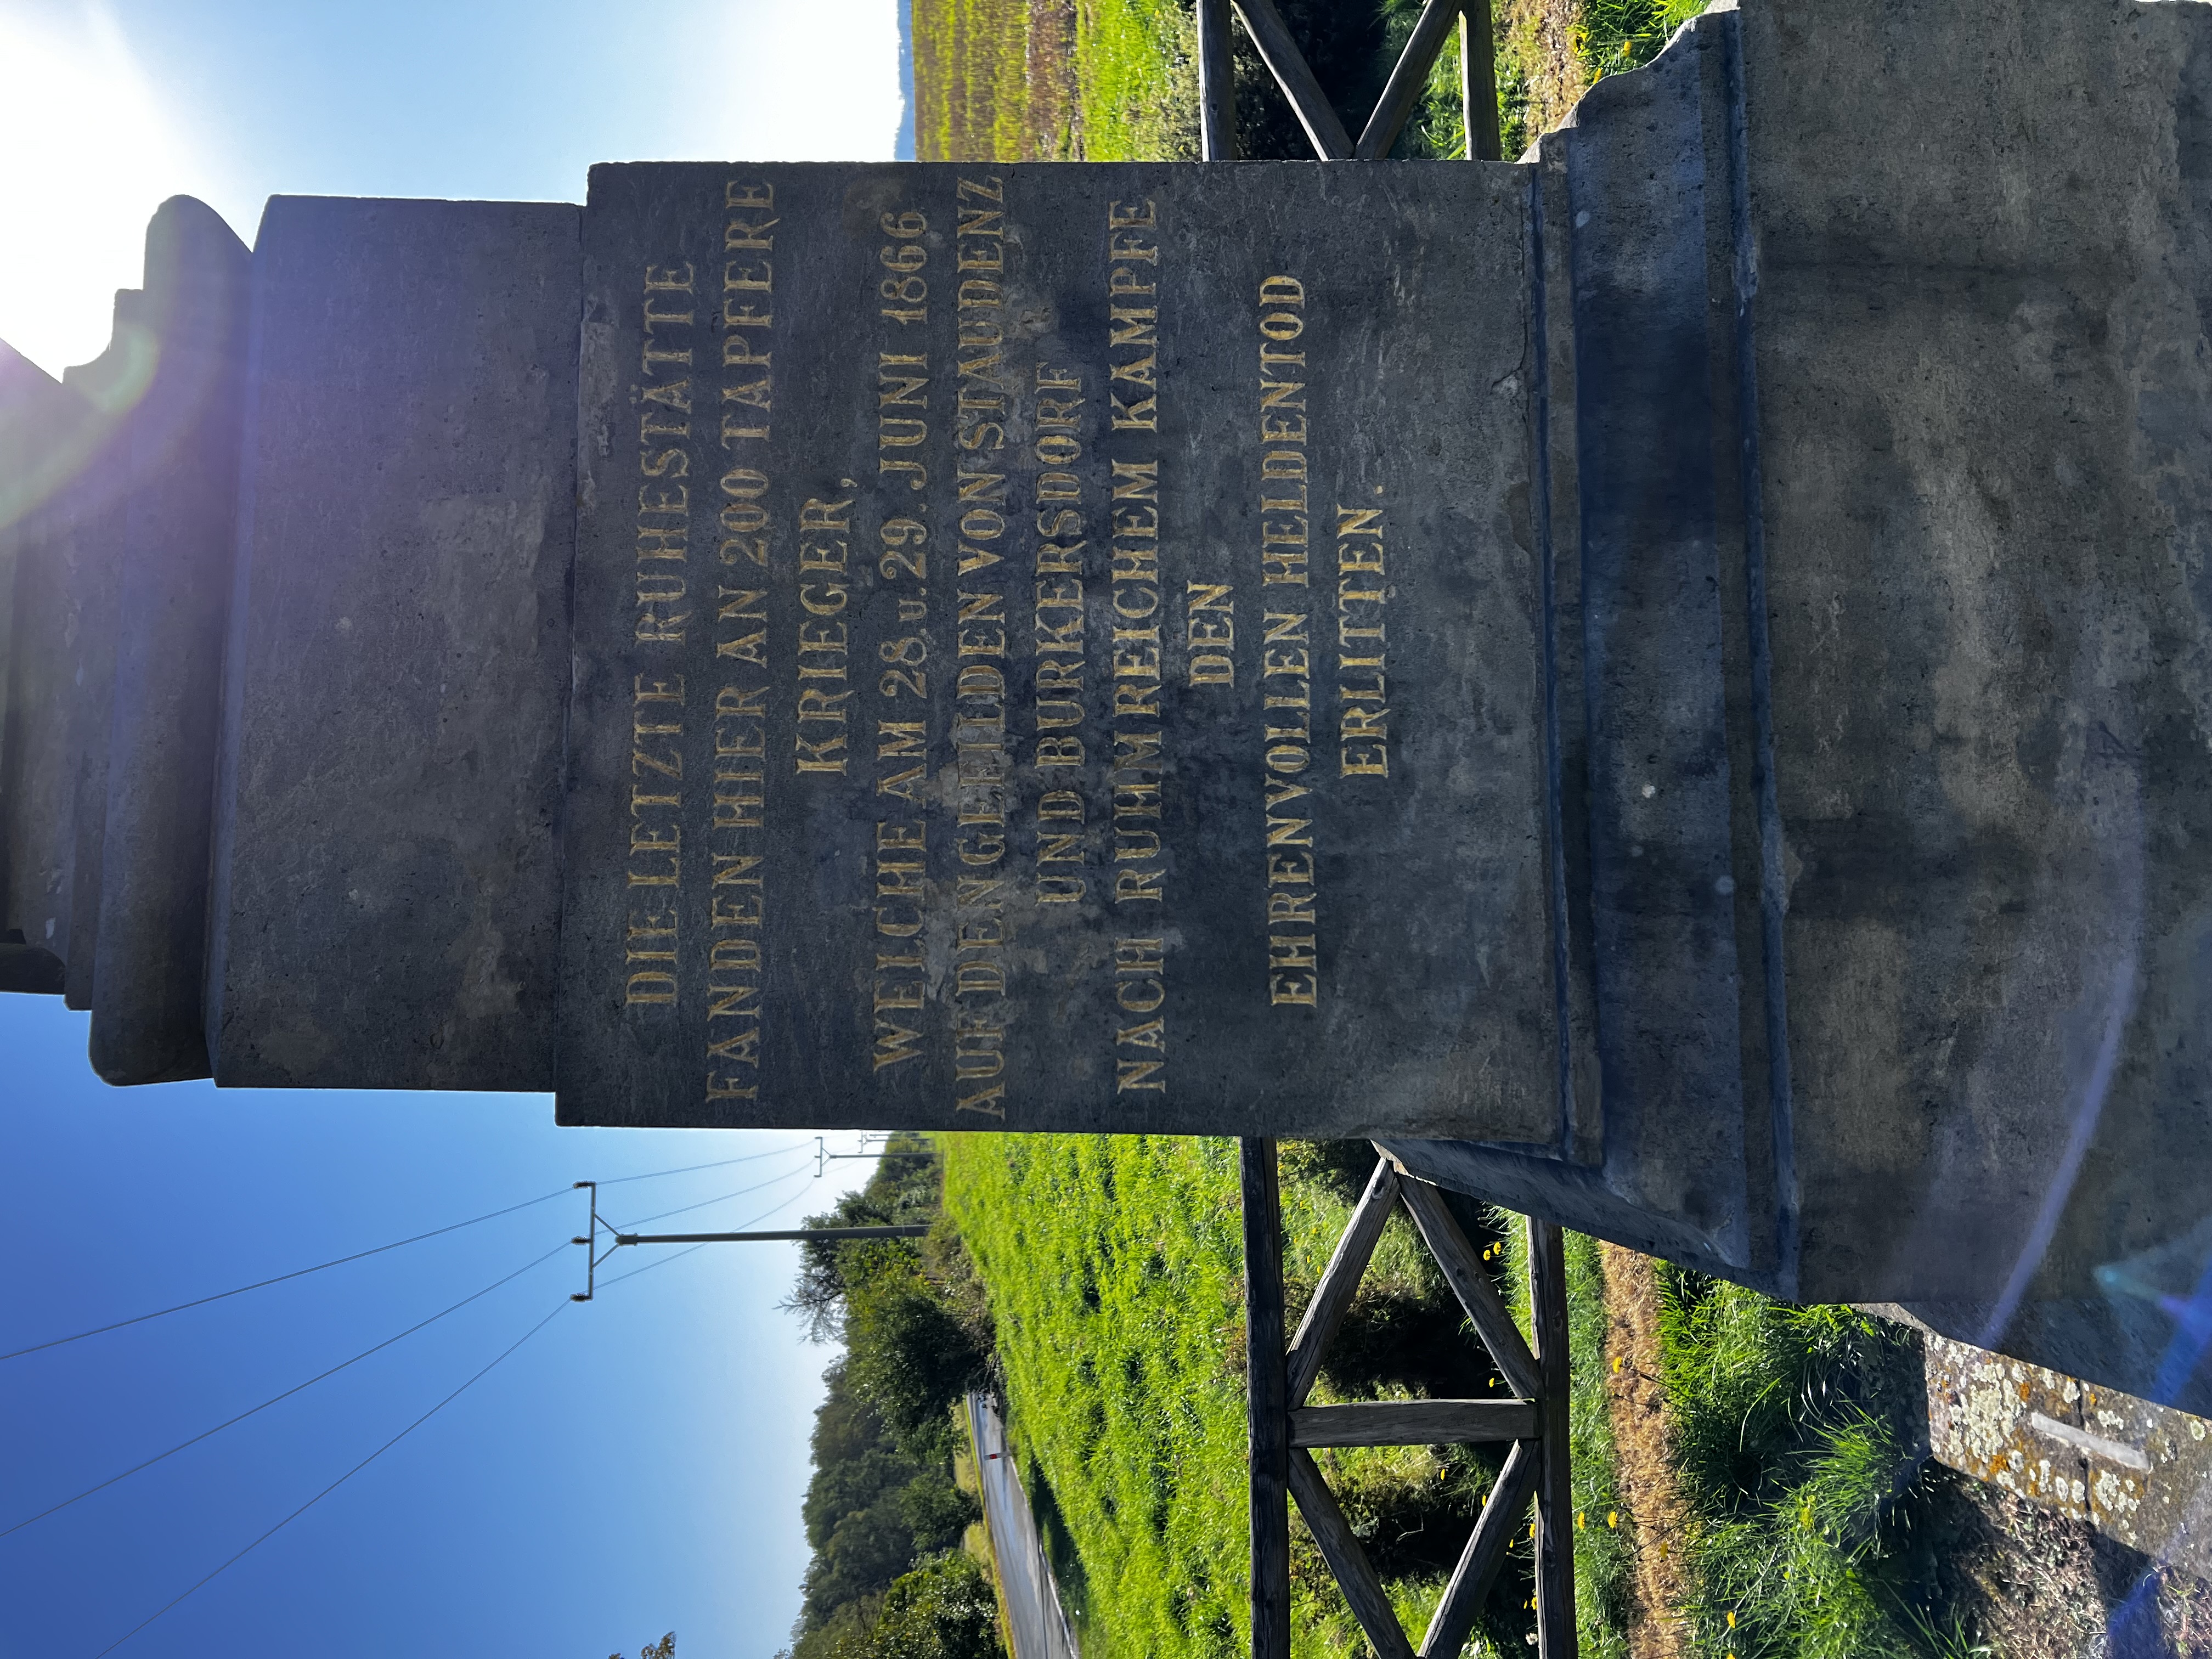 DIE LETZTE RUHESTÄTTE
FANDEN HIER AN 200 TAPFERE
KRIEGER,
WELCHE AM 28. u. 29. JUNI 1866
AUF DEN GEFILDEN VON STAUDENZ
UND BURKERSDORF
NACH RUHMREICHEM KAMPFE
DEN
EHRENVOLLEN HELDENTOD
ERLITTEN.